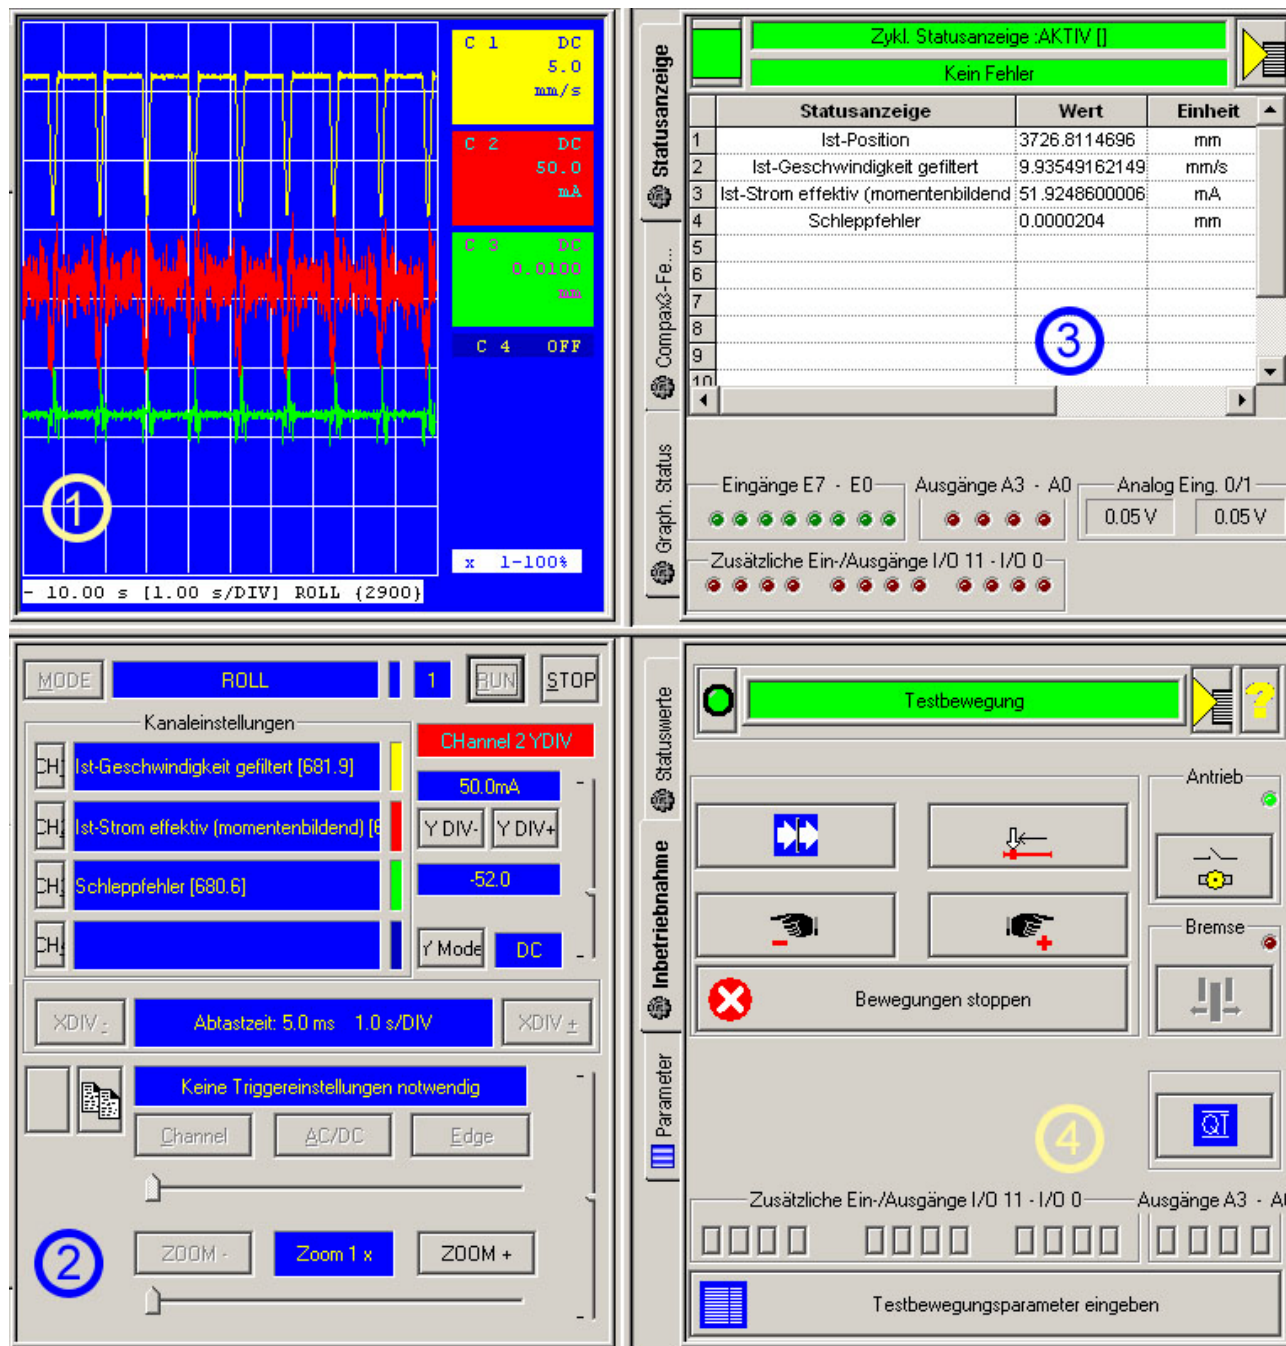 C 1 DC
5.0
mm/s
C 2 DC
50.0
mA
C 3 DC
0.0100
mm
C 4 OFF
x 1-100%
- 10.00 s [1.00 s/DIV] ROLL {2900}
1
Statusanzeige
Compax3-Fe...
Graph. Status
Zykl. Statusanzeige :AKTIV []
Kein Fehler
Statusanzeige Wert Einheit
1 Ist-Position 3726.8114696 mm
2 Ist-Geschwindigkeit gefiltert 9.93549162149 mm/s
3 Ist-Strom effektiv (momentenbildend 51.9248600006 mA
4 Schleppfehler 0.0000204 mm
5
6
7
8
9
10
3
Eingänge E7 - E0 Ausgänge A3 - A0 Analog Eing. 0/1
0.05 V 0.05 V
Zusätzliche Ein-/Ausgänge I/O 11 - I/O 0
MODE ROLL 1 RUN STOP
Kanaleinstellungen
CHannel 2 YDIV
Ist-Geschwindigkeit gefiltert [681.9]
50.0mA
Ist-Strom effektiv (momentenbildend) [6
Y DIV- Y DIV+
Schleppfehler [680.6]
-52.0
Y Mode DC
XDIV - Abtastzeit: 5.0 ms 1.0 s/DIV XDIV +
Keine Triggereinstellungen notwendig
Channel AC/DC Edge
ZOOM - Zoom 1 x ZOOM +
2
Statuswerte
Inbetriebnahme
Parameter
Testbewegung
?
Antrieb
Bremse
Bewegungen stoppen
QT
4
Zusätzliche Ein-/Ausgänge I/O 11 - I/O 0 Ausgänge A3 - A
Testbewegungsparameter eingeben